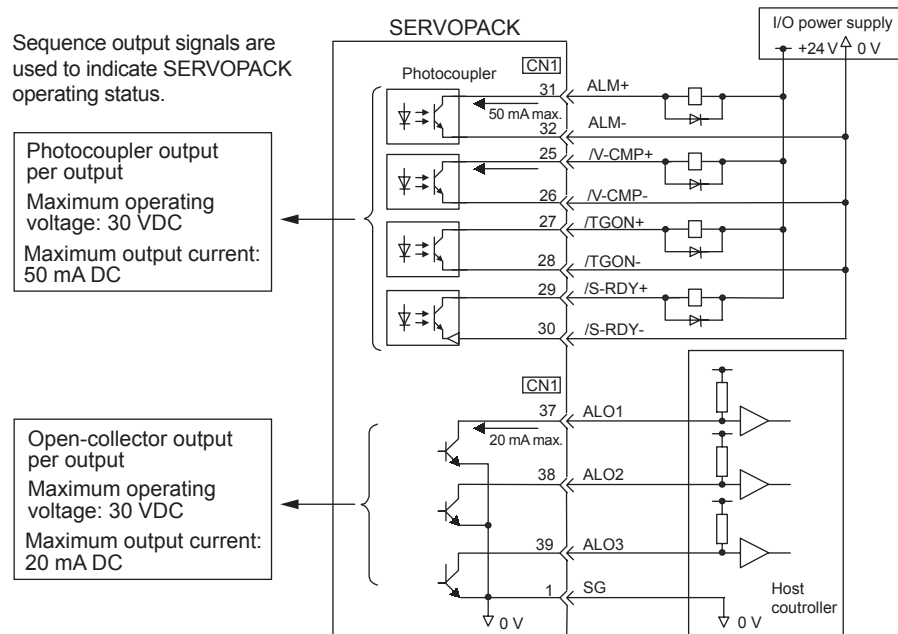 Sequence output signals are
used to indicate SERVOPACK
operating status.
SERVOPACK
I/O power supply
+24 V
0 V
Photocoupler
CN1
31
ALM+
50 mA max.
32
ALM-
25
/V-CMP+
26
/V-CMP-
27
/TGON+
28
/TGON-
29
/S-RDY+
30
/S-RDY-
Photocoupler output
per output
Maximum operating
voltage: 30 VDC
Maximum output current:
50 mA DC
CN1
37
ALO1
20 mA max.
38
ALO2
39
ALO3
1
SG
0 V
Host
coutroller
0 V
Open-collector output
per output
Maximum operating
voltage: 30 VDC
Maximum output current:
20 mA DC